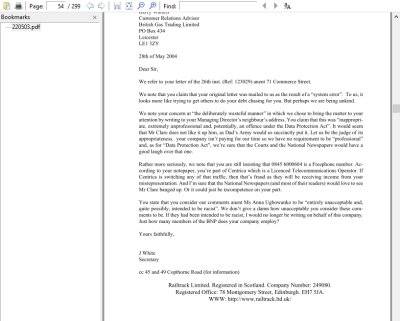 Page: 54 / 299 Find:
Bookmarks
220503.pdf
Customer Relations Advisor
British Gas Trading Limited
PO Box 434
Leicester
LE1 3ZY
28th of May 2004
Dear Sir,
We refer to your letter of the 26th inst. (Ref: 123029) anent 71 Commerce Street.
We note that you claim that your original letter was mailed to us as the result of a "system error". To us, it
looks more like trying to get others to do your debt chasing for you. But perhaps we are being unkind.
We note your concern at "the deliberately wasteful manner" in which we chose to bring the matter to your
attention by writing to your Managing Director's neighbour's address. You claim that this was "inappropri-
ate, extremely unprofessional and, potentially, an offence under the Data Protection Act". It would seem
that Mr Clare does not like it up him, as Dad's Army would so succinctly put it. Let us be the judge of its
appropriateness, your company isn't paying for our time so we have no requirement to be "professional"
and, as for "Data Protection Act", we're sure that the Courts and the National Newspapers would have a
good laugh over that one.
Rather more seriously, we note that you are still insisting that 0845 6000604 is a Freephone number. Ac-
cording to your notepaper, you're part of Centrica which is a Licenced Telecommunications Operator. If
Centrica is switching any of that traffic, then that's fraud as they will be receiving income from your
misrepresentation. And I'm sure that the National Newspapers (and most of their readers) would love to see
Mr Clare banged up. Or it could just be incompetence on your part.
You state that you consider our comments anent Ms Anna Ugbowanko to be "entirely unacceptable and,
quite possibly, intended to be racist". We don't give a damn how unacceptable you consider these com-
ments to be. If they had been intended to be racist, I would no longer be writing on behalf of this company.
Just how many members of the BNP does your company employ?
Yours faithfully,
J White
Secretary
cc 45 and 49 Copthorne Road (for information)
Railtrack Limited. Registered in Scotland. Company Number: 249080.
Registered Office: 78 Montgomery Street, Edinburgh. EH7 5JA.
WWW: http://www.railtrack.ltd.uk/